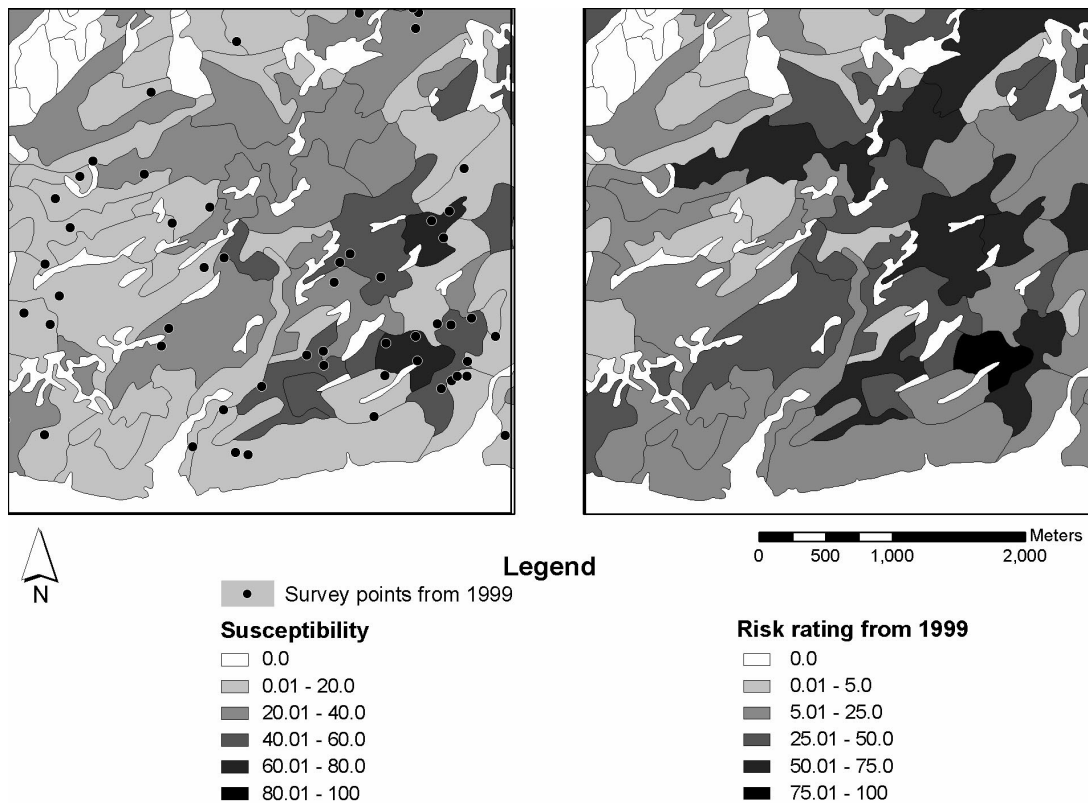 Meters
0 500 1,000 2,000
N
Legend
Survey points from 1999
Susceptibility
0.0
0.01 - 20.0
20.01 - 40.0
40.01 - 60.0
60.01 - 80.0
80.01 - 100
Risk rating from 1999
0.0
0.01 - 5.0
5.01 - 25.0
25.01 - 50.0
50.01 - 75.0
75.01 - 100